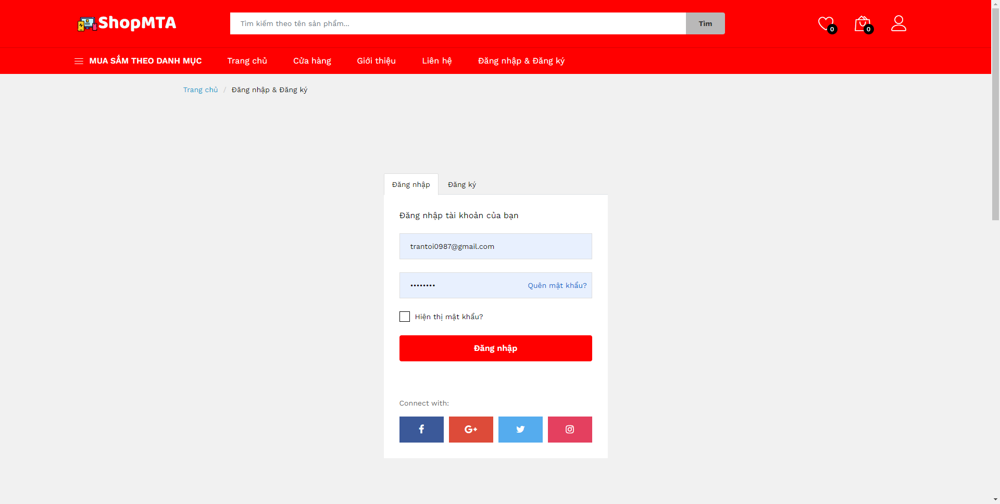 ShopMTA
Tìm kiếm theo tên sản phẩm...
Tìm
0
0
MUA SẮM THEO DANH MỤC
Trang chủ
Cửa hàng
Giới thiệu
Liên hệ
Đăng nhập & Đăng ký
Trang chủ / Đăng nhập & Đăng ký
Đăng nhập
Đăng ký
Đăng nhập tài khoản của bạn
trantoi0987@gmail.com
••••••••
Quên mật khẩu?
Hiện thị mật khẩu?
Đăng nhập
Connect with: